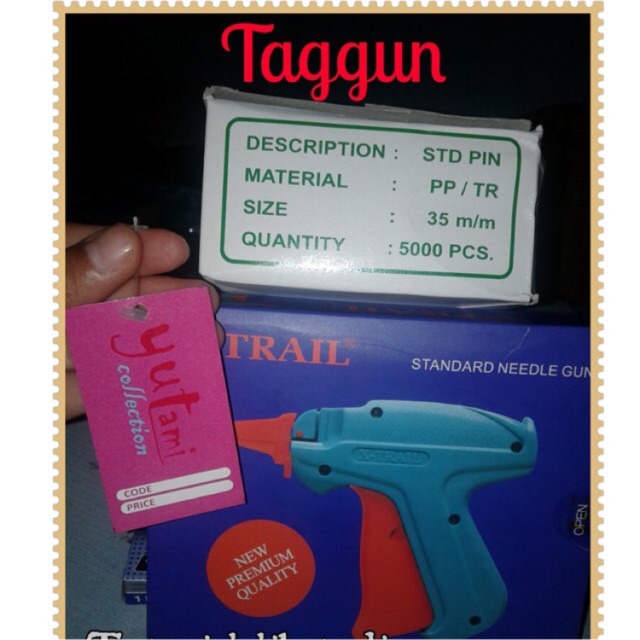 Taggun
DESCRIPTION : STD PIN
MATERIAL : PP / TR
SIZE : 35 m/m
QUANTITY : 5000 PCS.
TRAIL®
STANDARD NEEDLE GUN
yutami
collection
CODE
PRICE
X-TRAIL
NEW
PREMIUM
QUALITY
OPEN